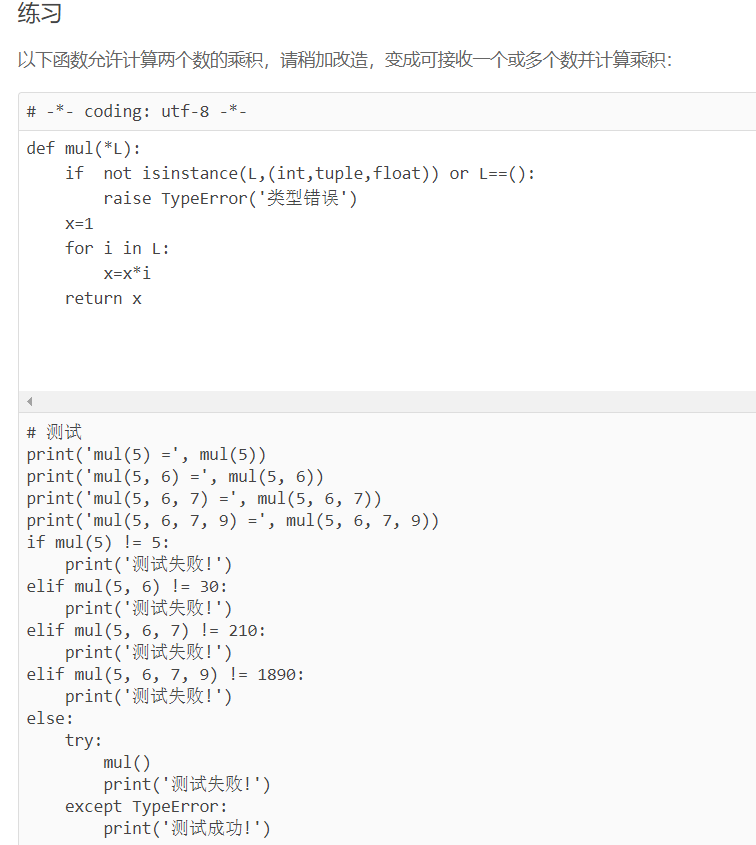 练习
以下函数允许计算两个数的乘积，请稍加改造，变成可接收一个或多个数并计算乘积：
# -*- coding: utf-8 -*-
def mul(*L):
    if  not isinstance(L,(int,tuple,float)) or L==():
        raise TypeError('类型错误')
    x=1
    for i in L:
        x=x*i
    return x
# 测试
print('mul(5) =', mul(5))
print('mul(5, 6) =', mul(5, 6))
print('mul(5, 6, 7) =', mul(5, 6, 7))
print('mul(5, 6, 7, 9) =', mul(5, 6, 7, 9))
if mul(5) != 5:
    print('测试失败!')
elif mul(5, 6) != 30:
    print('测试失败!')
elif mul(5, 6, 7) != 210:
    print('测试失败!')
elif mul(5, 6, 7, 9) != 1890:
    print('测试失败!')
else:
    try:
        mul()
        print('测试失败!')
    except TypeError:
        print('测试成功!')